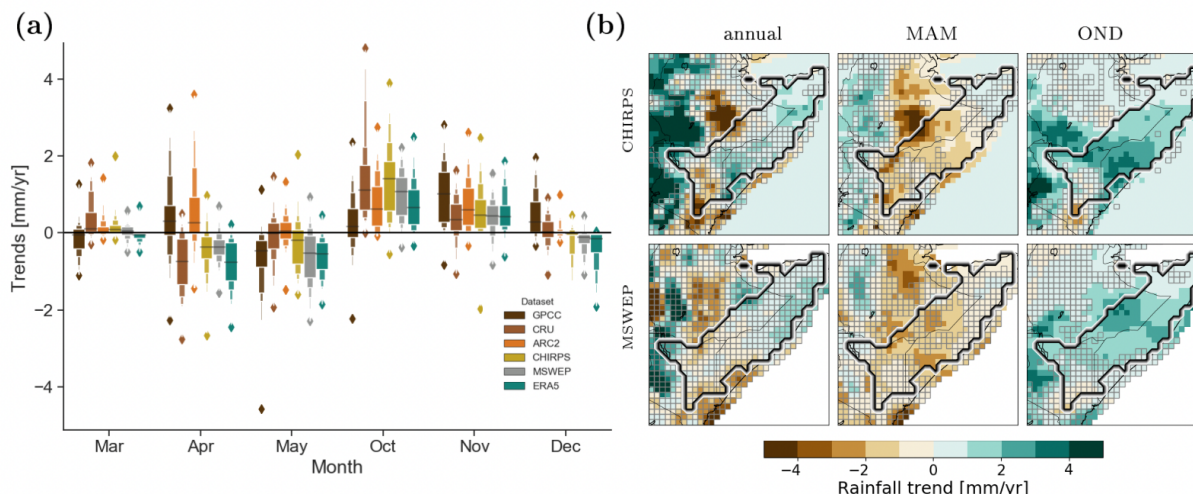 (a)
4
2
0
−2
−4
Trends [mm/yr]
Mar Apr May Oct Nov Dec
Month
Dataset
GPCC
CRU
ARC2
CHIRPS
MSWEP
ERA5
(b)
annual MAM OND
CHIRPS
MSWEP
−4 −2 0 2 4
Rainfall trend [mm/yr]